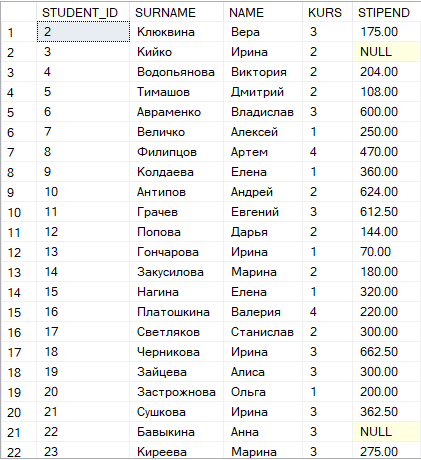 STUDENT_ID SURNAME NAME KURS STIPEND
1 2 Клюквина Вера 3 175.00
2 3 Кийко Ирина 2 NULL
3 4 Водопьянова Виктория 2 204.00
4 5 Тимашов Дмитрий 2 108.00
5 6 Авраменко Владислав 3 600.00
6 7 Величко Алексей 1 250.00
7 8 Филипцов Артем 4 470.00
8 9 Колдаева Елена 1 360.00
9 10 Антипов Андрей 2 624.00
10 11 Грачев Евгений 3 612.50
11 12 Попова Дарья 2 144.00
12 13 Гончарова Ирина 1 70.00
13 14 Закусилова Марина 2 180.00
14 15 Нагина Елена 1 320.00
15 16 Платошкина Валерия 4 220.00
16 17 Светляков Станислав 2 300.00
17 18 Черникова Ирина 3 662.50
18 19 Зайцева Алиса 3 300.00
19 20 Застрожнова Ольга 1 200.00
20 21 Сушкова Ирина 3 362.50
21 22 Бавыкина Анна 3 NULL
22 23 Киреева Марина 3 275.00